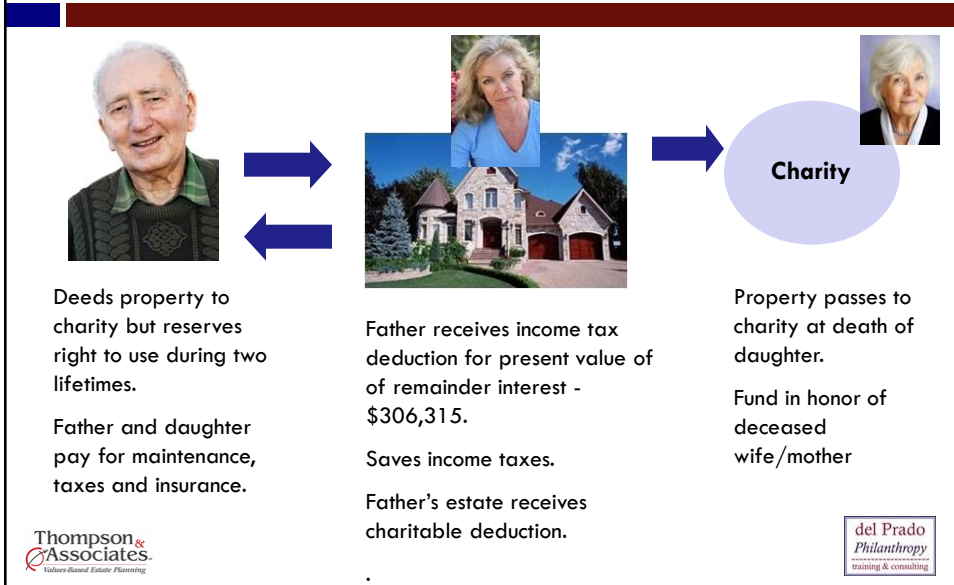 Deeds property to
charity but reserves
right to use during two
lifetimes.
Father and daughter
pay for maintenance,
taxes and insurance.
Father receives income tax
deduction for present value of
of remainder interest -
$306,315.
Saves income taxes.
Father's estate receives
charitable deduction.
.
Charity
Property passes to
charity at death of
daughter.
Fund in honor of
deceased
wife/mother
Thompson &
Associates
Values-Based Estate Planning
del Prado
Philanthropy
training & consulting